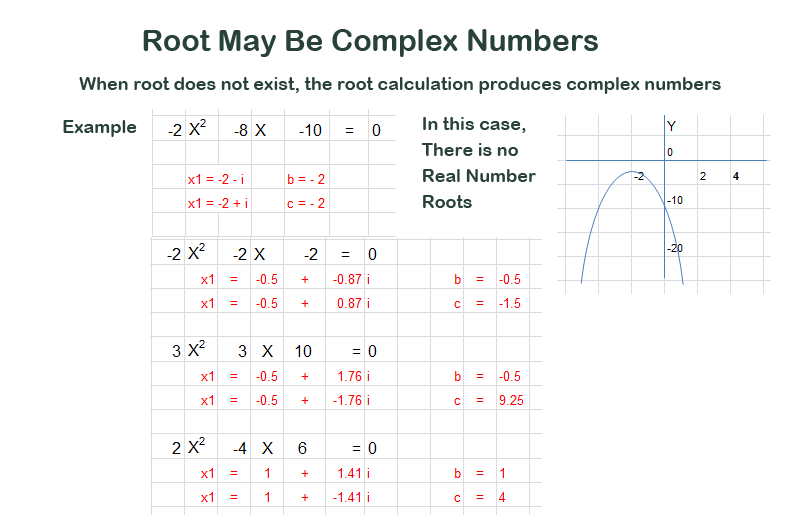 Root May Be Complex Numbers
When root does not exist, the root calculation produces complex numbers
Example
-2 X² -8 X -10 = 0
x1 = -2 - i b = - 2
x1 = -2 + i c = - 2
In this case,
There is no
Real Number
Roots
Y
0
-2 2 4
-10
-20
-2 X² -2 X -2 = 0
x1 = -0.5 + -0.87 i b = -0.5
x1 = -0.5 + 0.87 i c = -1.5
3 X² 3 X 10 = 0
x1 = -0.5 + 1.76 i b = -0.5
x1 = -0.5 + -1.76 i c = 9.25
2 X² -4 X 6 = 0
x1 = 1 + 1.41 i b = 1
x1 = 1 + -1.41 i c = 4